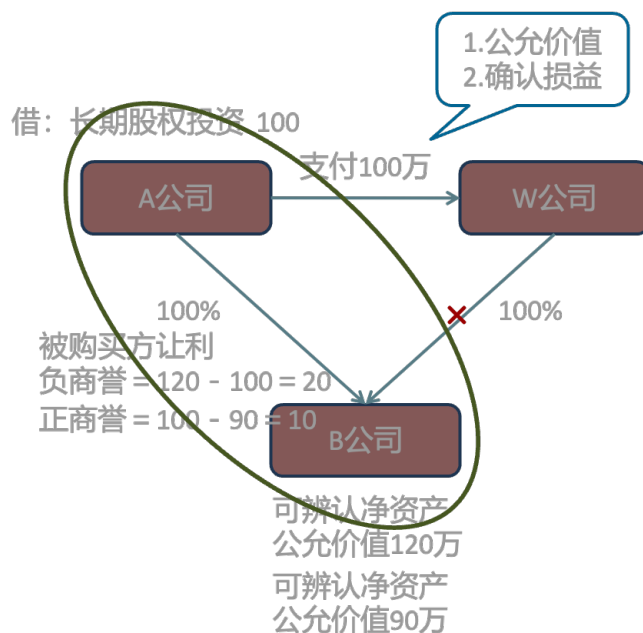 1.公允价值
2.确认损益
借：长期股权投资 100
支付100万
A公司
W公司
100%
100%
被购买方让利
负商誉＝120－100＝20
正商誉＝100－90＝10
B公司
可辨认净资产
公允价值120万
可辨认净资产
公允价值90万